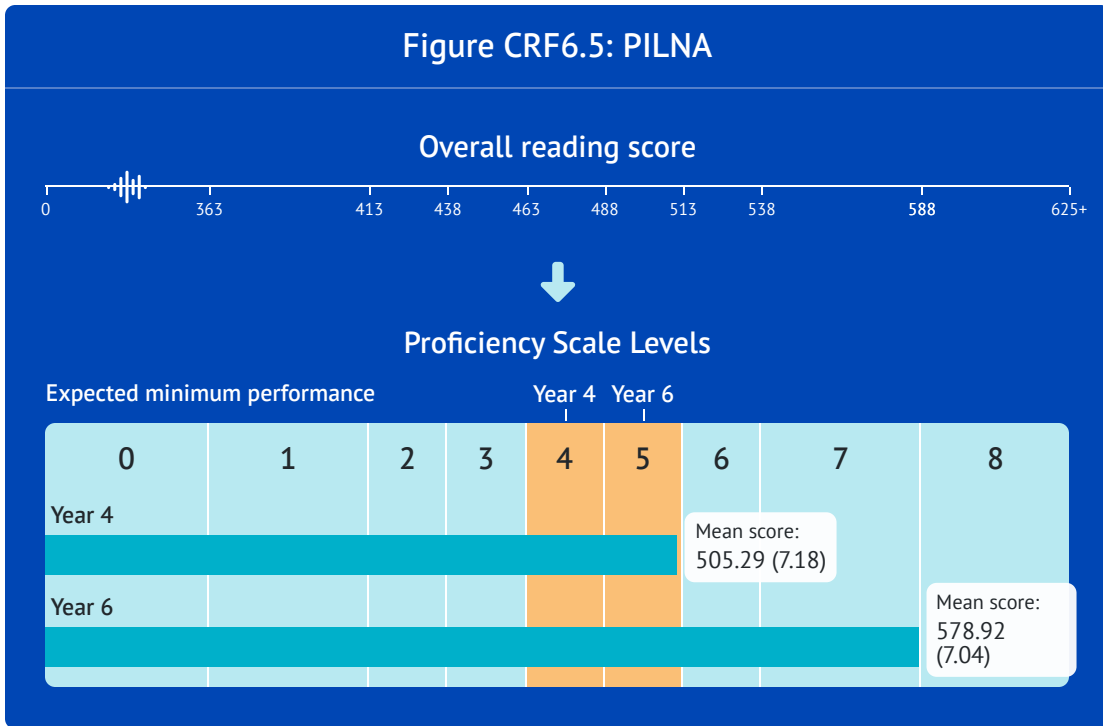 Figure CRF6.5: PILNA
Overall reading score
0 363 413 438 463 488 513 538 588 625+
Proficiency Scale Levels
Expected minimum performance Year 4 Year 6
0 1 2 3 4 5 6 7 8
Year 4
Mean score:
505.29 (7.18)
Year 6
Mean score:
578.92
(7.04)